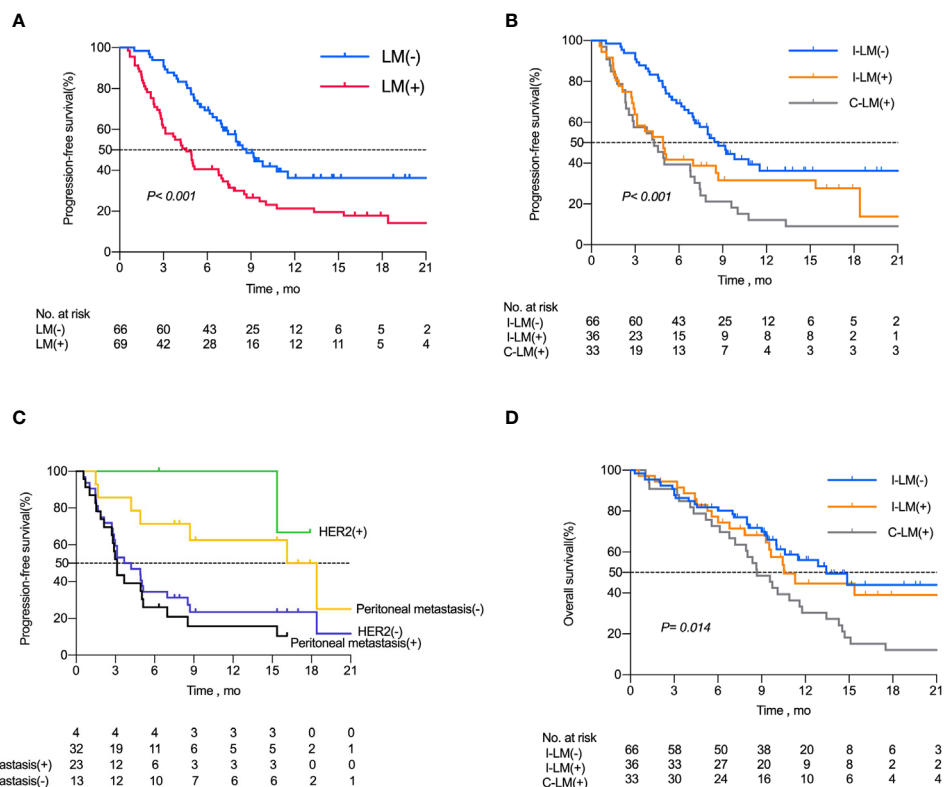 A
Progression-free survival(%)
100
80
60
50
40
20
0
LM(-)
LM(+)
P< 0.001
0 3 6 9 12 15 18 21
Time , mo
No. at risk
LM(-) 66 60 43 25 12 6 5 2
LM(+) 69 42 28 16 12 11 5 4
B
Progression-free survival(%)
100
80
60
50
40
20
0
I-LM(-)
I-LM(+)
C-LM(+)
P< 0.001
0 3 6 9 12 15 18 21
Time , mo
No. at risk
I-LM(-) 66 60 43 25 12 6 5 2
I-LM(+) 36 23 15 9 8 8 2 1
C-LM(+) 33 19 13 7 4 3 3 3
C
Progression-free survival(%)
100
80
60
50
40
20
0
HER2(+)
Peritoneal metastasis(-)
HER2(-)
Peritoneal metastasis(+)
0 3 6 9 12 15 18 21
Time , mo
4 4 4 3 3 3 0 0
32 19 11 6 5 5 2 1
astasis(+) 23 12 6 3 3 3 0 0
astasis(-) 13 12 10 7 6 6 2 1
D
Overall survivall(%)
100
80
60
50
40
20
0
I-LM(-)
I-LM(+)
C-LM(+)
P= 0.014
0 3 6 9 12 15 18 21
Time , mo
No. at risk
I-LM(-) 66 58 50 38 20 8 6 3
I-LM(+) 36 33 27 20 9 8 2 2
C-LM(+) 33 30 24 16 10 6 4 4